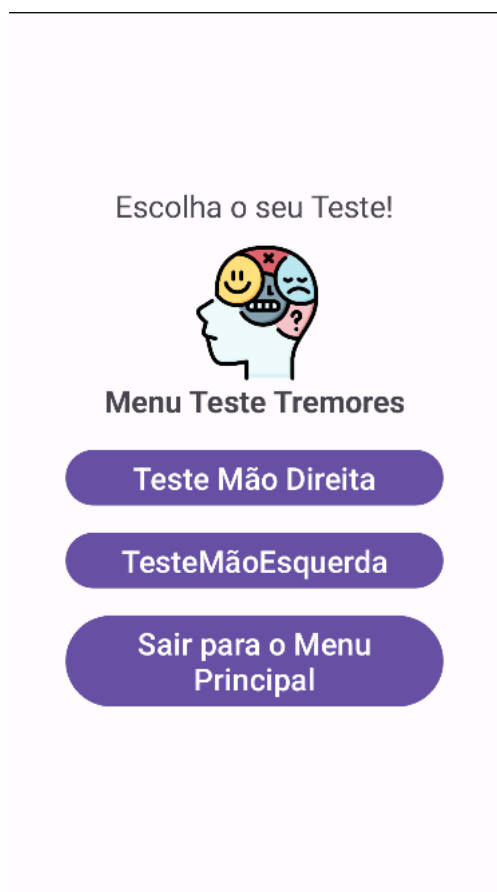 Escolha o seu Teste!
?
Menu Teste Tremores
Teste Mão Direita
TesteMãoEsquerda
Sair para o Menu
Principal